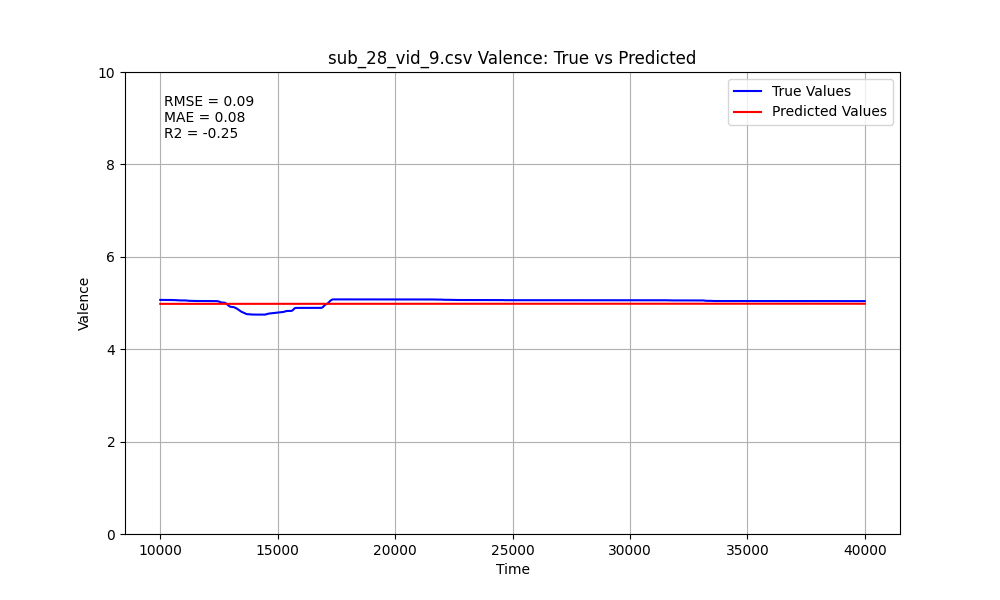 sub_28_vid_9.csv Valence: True vs Predicted
10
8
6
4
2
0
Valence
RMSE = 0.09
MAE = 0.08
R2 = -0.25
True Values
Predicted Values
10000 15000 20000 25000 30000 35000 40000
Time